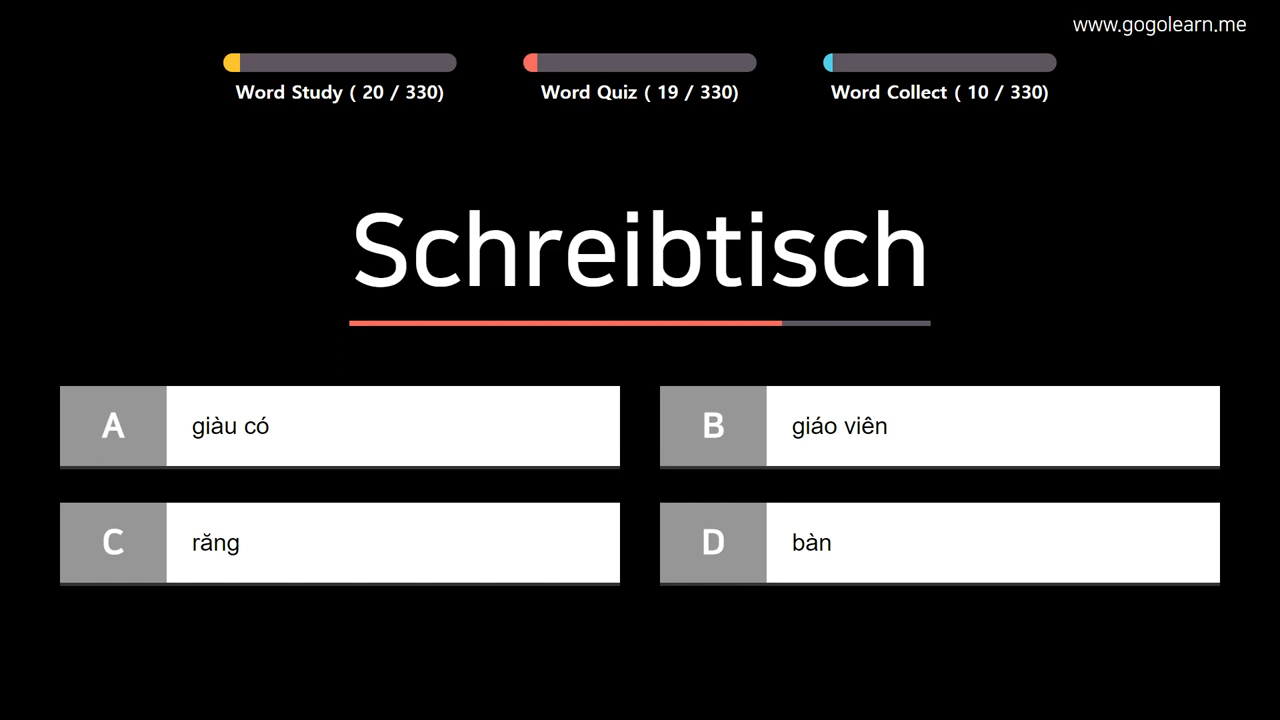 www.gogolearn.me
Word Study ( 20 / 330)
Word Quiz ( 19 / 330)
Word Collect ( 10 / 330)
Schreibtisch
A giàu có
B giáo viên
C răng
D bàn